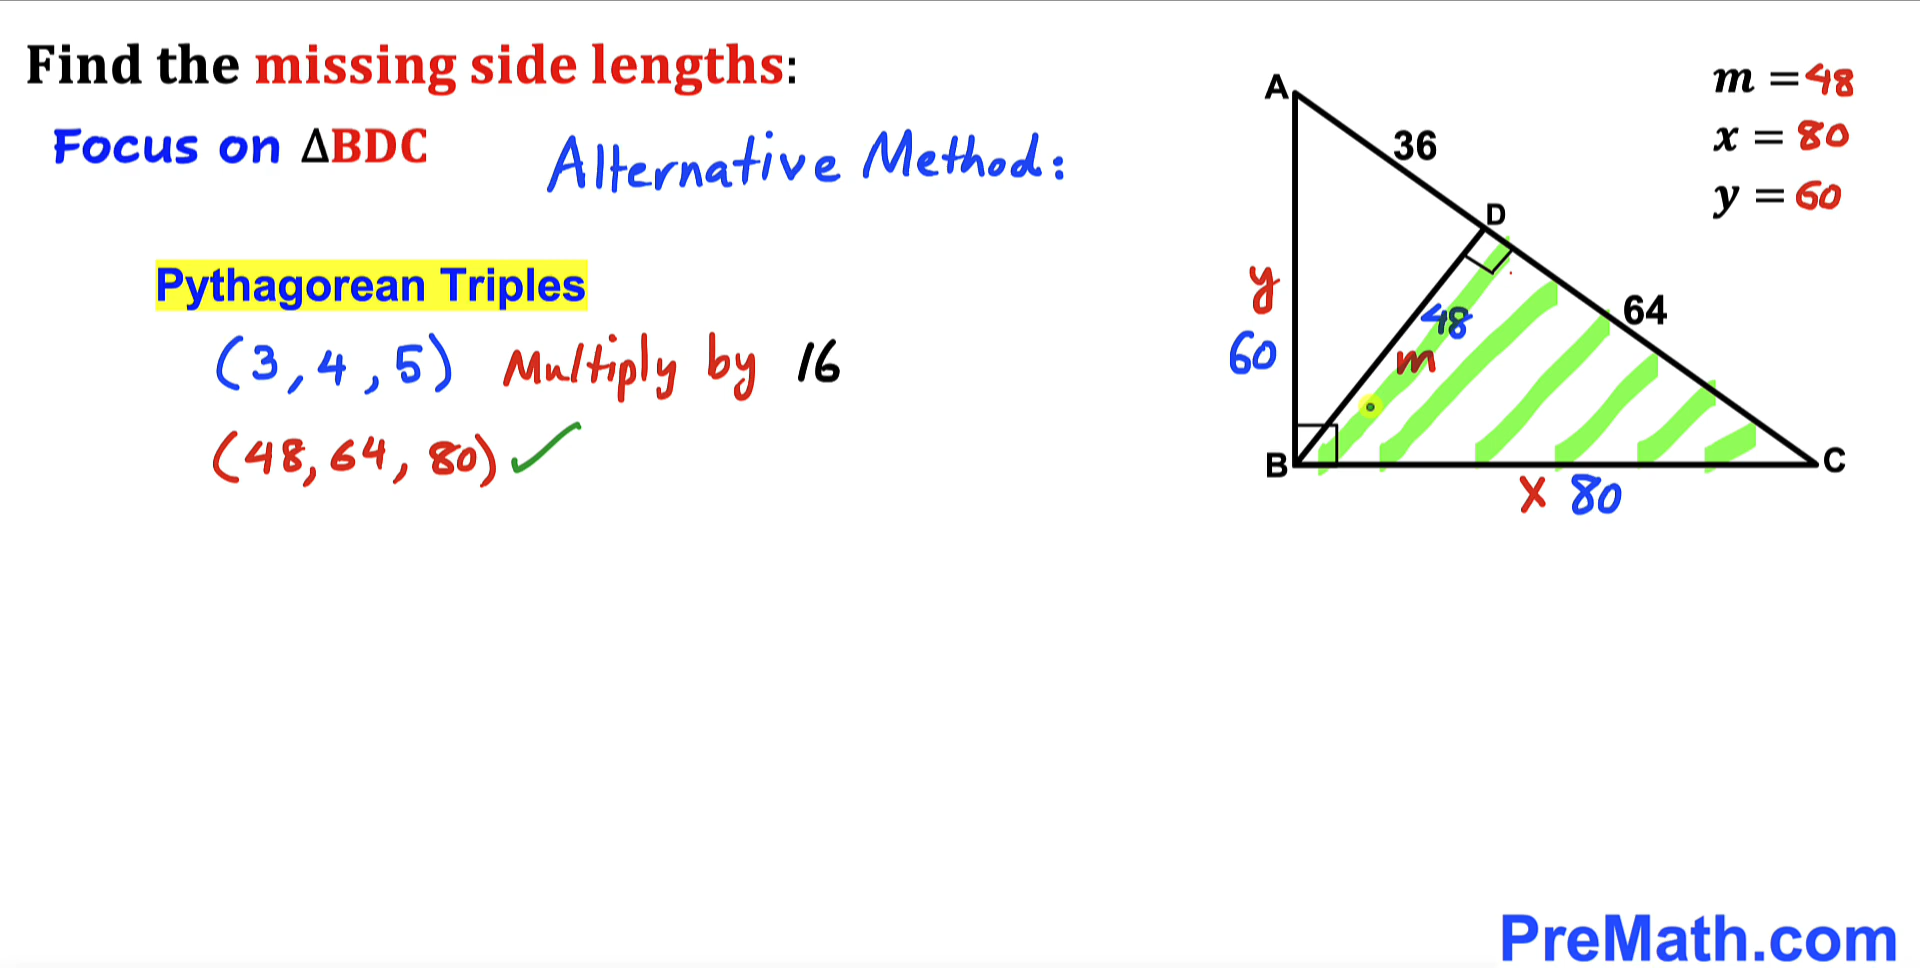 Find the missing side lengths:
Focus on ΔBDC
Alternative Method:
Pythagorean Triples
(3, 4, 5) Multiply by 16
(48, 64, 80) ✓
A
36
D
y
60
48
m
64
B
C
x 80
m = 48
x = 80
y = 60
PreMath.com